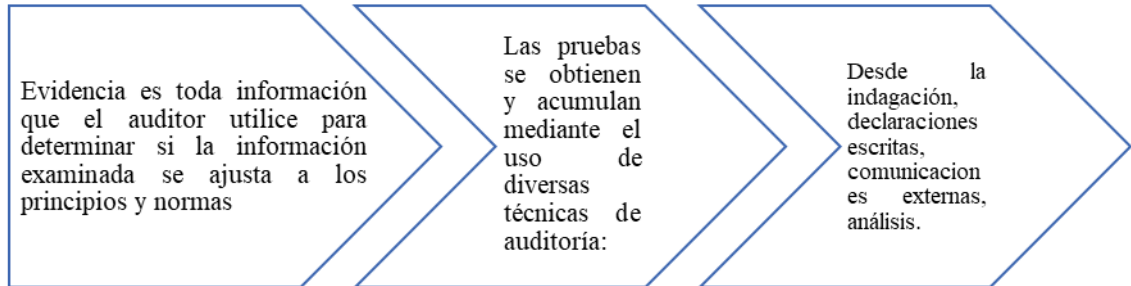 Evidencia es toda información
que el auditor utilice para
determinar si la información
examinada se ajusta a los
principios y normas
Las pruebas
se obtienen
y acumulan
mediante el
uso de
diversas
técnicas de
auditoría:
Desde la
indagación,
declaraciones
escritas,
comunicacion
es externas,
análisis.